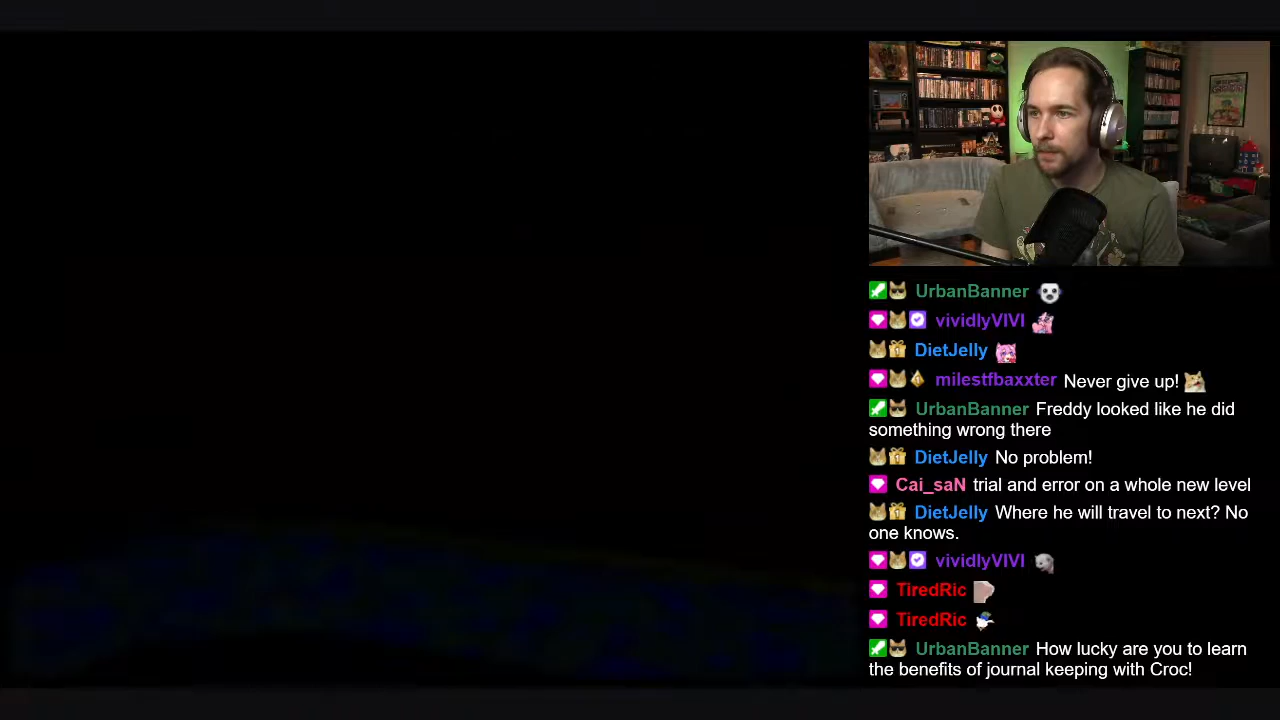 UrbanBanner
vividlyVIVI
DietJelly
milestfbaxxter Never give up!
UrbanBanner Freddy looked like he did
something wrong there
DietJelly No problem!
Cai_saN trial and error on a whole new level
DietJelly Where he will travel to next? No
one knows.
vividlyVIVI
TiredRic
TiredRic
UrbanBanner How lucky are you to learn
the benefits of journal keeping with Croc!